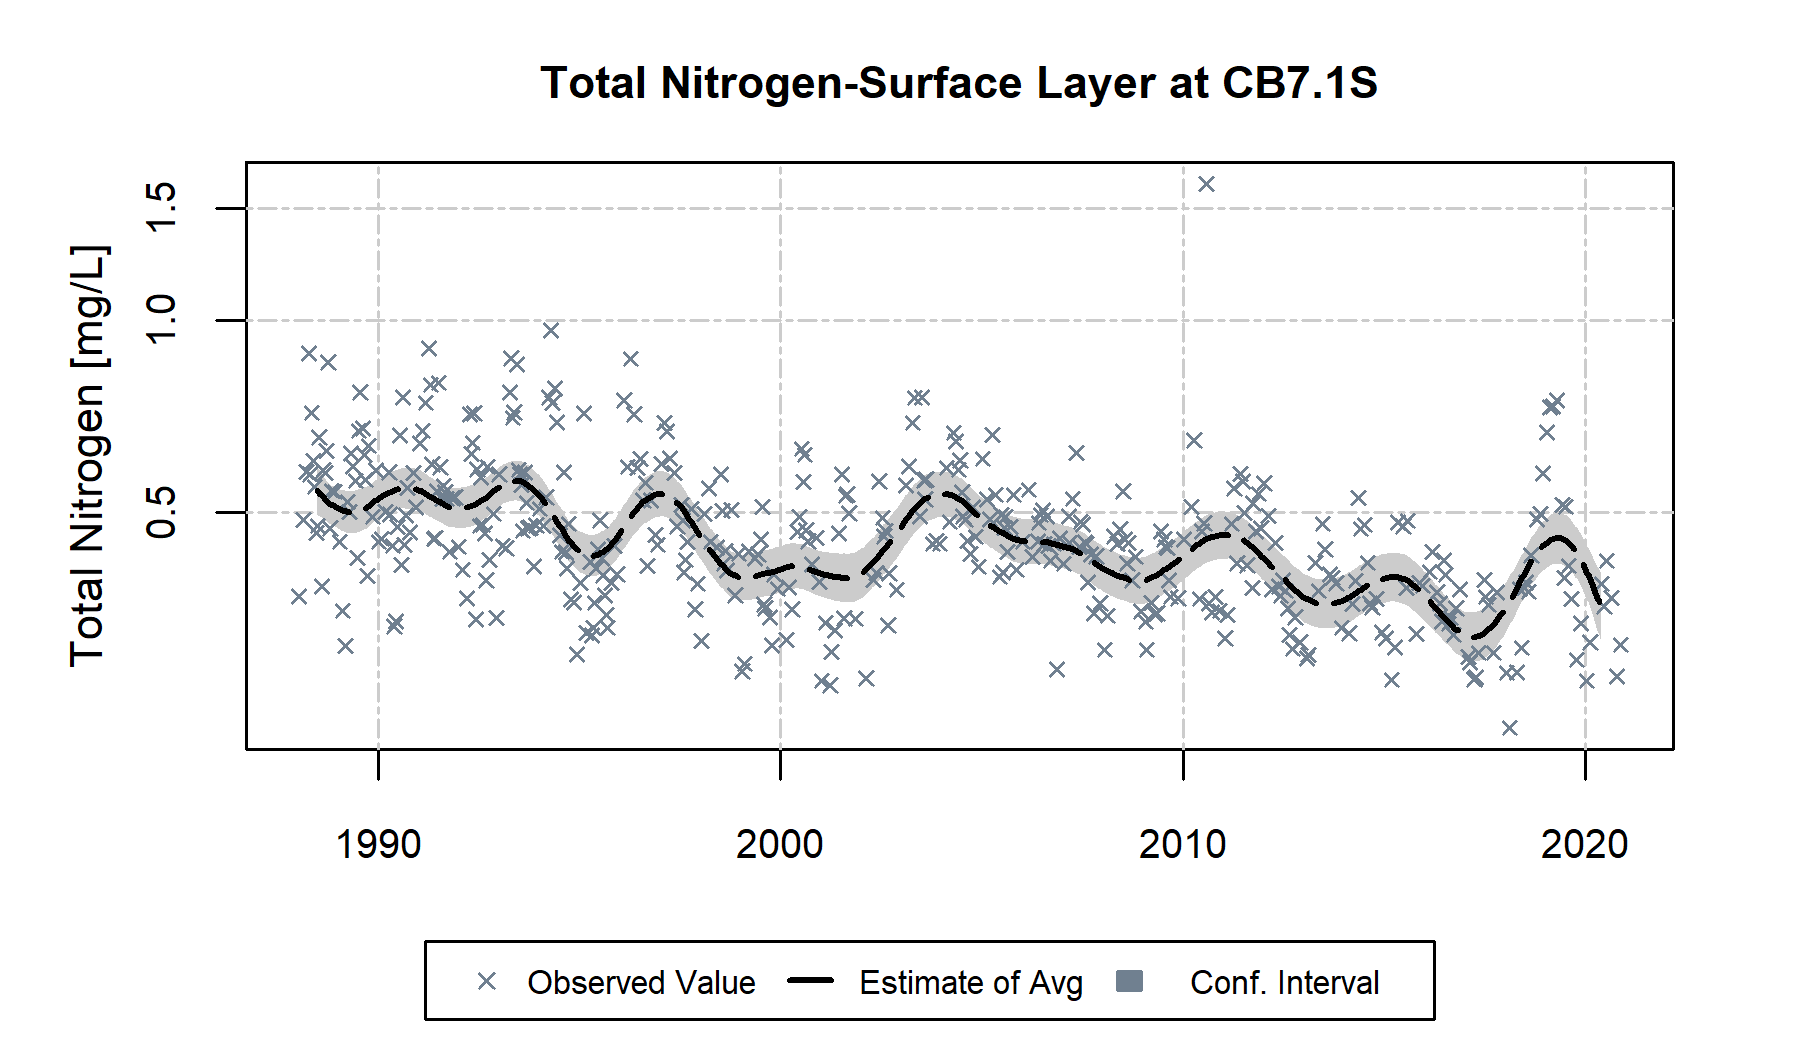 Total Nitrogen-Surface Layer at CB7.1S
Total Nitrogen [mg/L]
1.5
1.0
0.5
1990 2000 2010 2020
Observed Value Estimate of Avg Conf. Interval